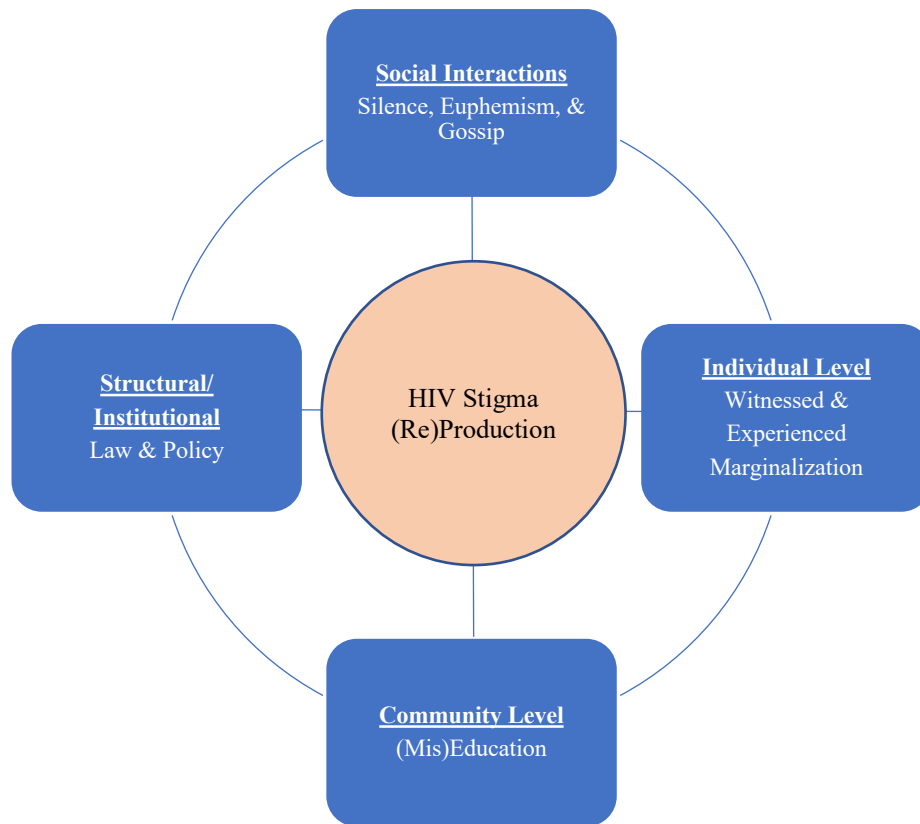 Social Interactions
Silence, Euphemism, &
Gossip
Structural/
Institutional
Law & Policy
HIV Stigma
(Re)Production
Individual Level
Witnessed &
Experienced
Marginalization
Community Level
(Mis)Education